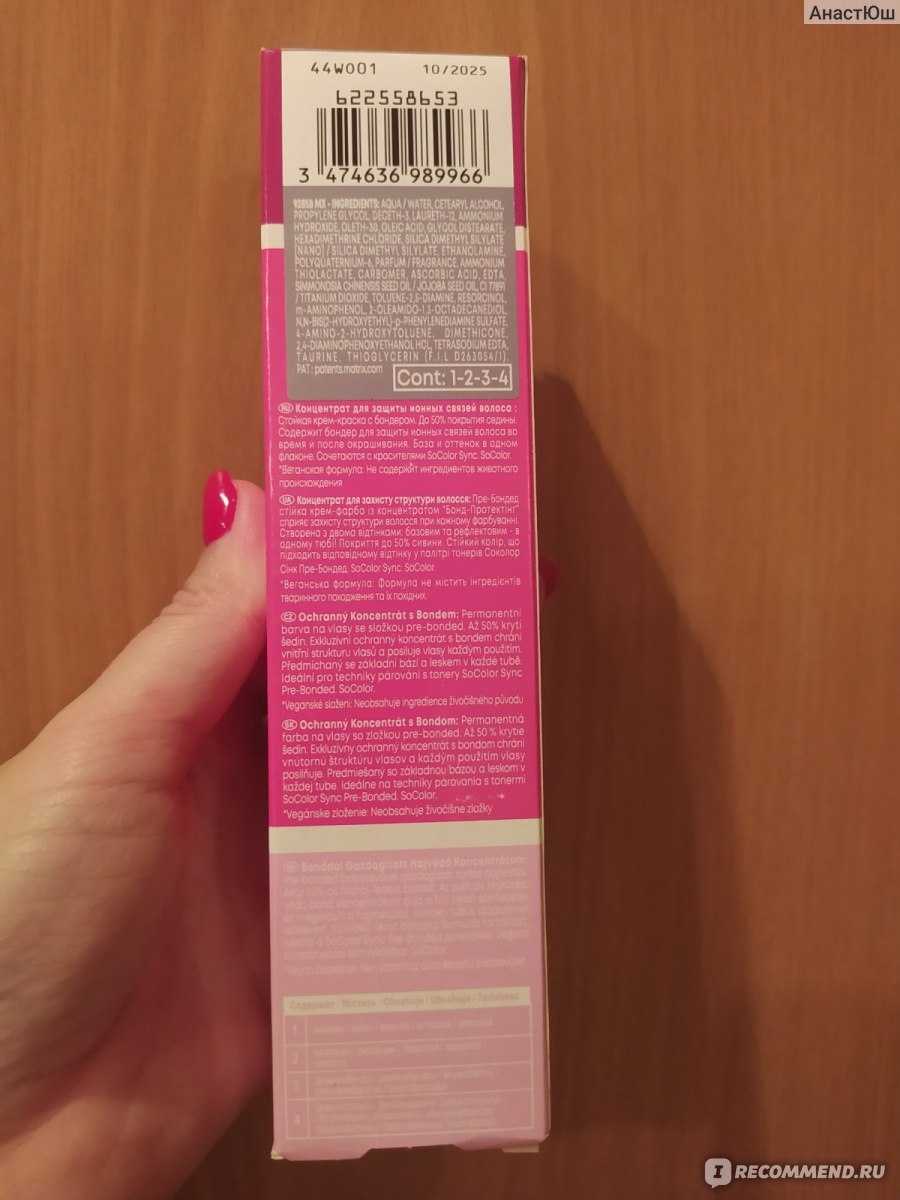 АнастЮш
44W001 10/2025
622558653
3 474636 989966
92858 MX - INGREDIENTS: AQUA / WATER, CETEARYL ALCOHOL,
PROPYLENE GLYCOL, DECETH-3, LAURETH-12, AMMONIUM
HYDROXIDE, OLETH-30, OLEIC ACID, GLYCOL DISTEARATE,
HEXADIMETHRINE CHLORIDE, SILICA DIMETHYL SILYLATE
[NANO] / SILICA DIMETHYL SILYLATE, ETHANOLAMINE,
POLYQUATERNIUM-6, PARFUM / FRAGRANCE, AMMONIUM
THIOLACTATE, CARBOMER, ASCORBIC ACID, EDTA,
SIMMONDSIA CHINENSIS SEED OIL / JOJOBA SEED OIL, CI 77891
/ TITANIUM DIOXIDE, TOLUENE-2,5-DIAMINE, RESORCINOL,
m-AMINOPHENOL, 2-OLEAMIDO-1,3-OCTADECANEDIOL,
N,N-BIS(2-HYDROXYETHYL)-p-PHENYLENEDIAMINE SULFATE,
4-AMINO-2-HYDROXYTOLUENE, DIMETHICONE,
2,4-DIAMINOPHENOXYETHANOL HCL, TETRASODIUM EDTA,
TAURINE, THIOGLYCERIN (F.I.L D263054/1).
PAT.: patents.matrix.com
Cont: 1-2-3-4
RU Концентрат для защиты ионных связей волоса :
Стойкая крем-краска с бондером. До 50% покрытия седины.
Содержит бондер для защиты ионных связей волоса во
время и после окрашивания. База и оттенок в одном
флаконе. Сочетаются с красителями SoColor Sync. SoColor.
*Веганская формула: Не содержит ингредиентов животного
происхождения
UA Концентрат для захисту структури волосся: Пре-Бондед
стійка крем-фарба із концентратом "Бонд-Протектінг"
сприяє захисту структури волосся при кожному фарбуванні.
Створена з двома відтінками: базовим та рефлективним - в
одному тюбі! Покриття до 50% сивини. Стійкий колір, що
підходить відповідному відтінку у палітрі тонерів Соколор
Сінк Пре-Бондед. SoColor Sync. SoColor.
*Веганська формула: Формула не містить інгредієнтів
тваринного походження та їх похідних.
CZ Ochranný Koncentrát s Bondem: Permanentní
barva na vlasy se složkou pre-bonded. Až 50% krytí
šedin. Exkluzivní ochranný koncentrát s bondem chrání
vnitřní strukturu vlasů a posiluje vlasy každým použitím.
Předmíchaný se základní bází a leskem v každé tubě.
Ideální pro techniky párování s tonery SoColor Sync
Pre-Bonded. SoColor.
*Veganské složení: Neobsahuje ingredience živočišného původu
SK Ochranný Koncentrát s Bondom: Permanentná
farba na vlasy so zložkou pre-bonded. Až 50 % krytie
šedín. Exkluzívny ochranný koncentrát s bondom chráni
vnútornú štruktúru vlasov a každým použitím vlasy
posilňuje. Predmiešaný so základnou bázou a leskom v
každej tube. Ideálne na techniky párovania s tonermi
SoColor Sync Pre-Bonded. SoColor.
*Vegánske zloženie: Neobsahuje živočíšne zložky
Bonddal Gazdagított Hajvédő Koncentrátum:
Содержит / Містить / Obsahuje / Obsahuje / Tartalmaz
1
2
3
4
IRECOMMEND.RU